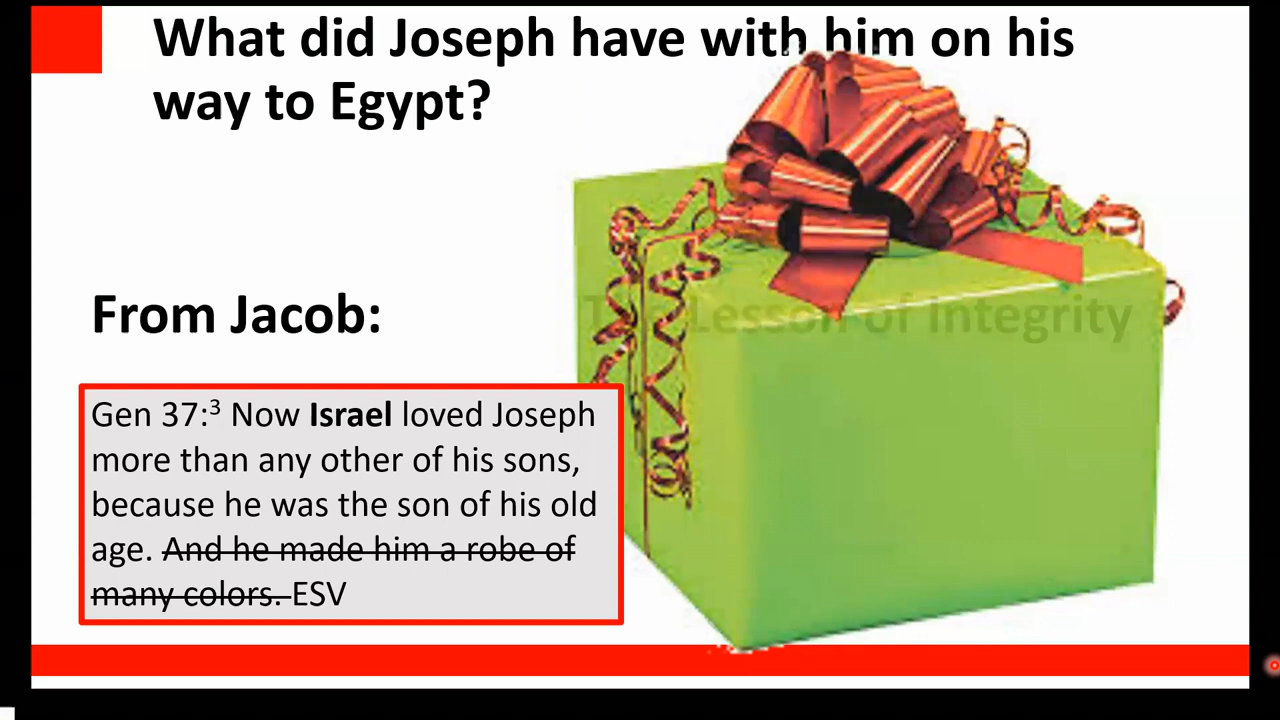 What did Joseph have with him on his
way to Egypt?
From Jacob:
Lesson of Integrity
Gen 37:³ Now Israel loved Joseph
more than any other of his sons,
because he was the son of his old
age. And he made him a robe of
many colors. ESV